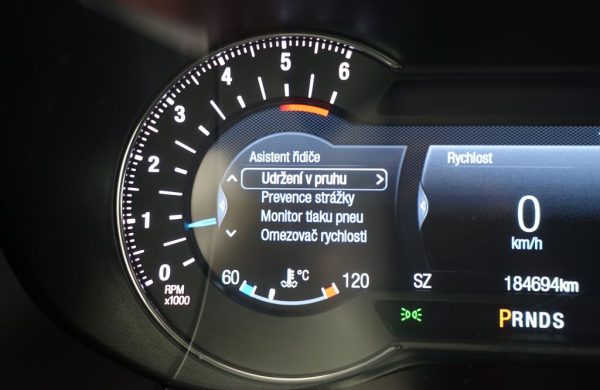 6
5
4
3
2
1
0
RPM
x1000
Asistent řidiče
Udržení v pruhu
Prevence strážky
Monitor tlaku pneu
Omezovač rychlosti
60 °C 120
Rychlost
0
km/h
SZ 184694km
PRNDS